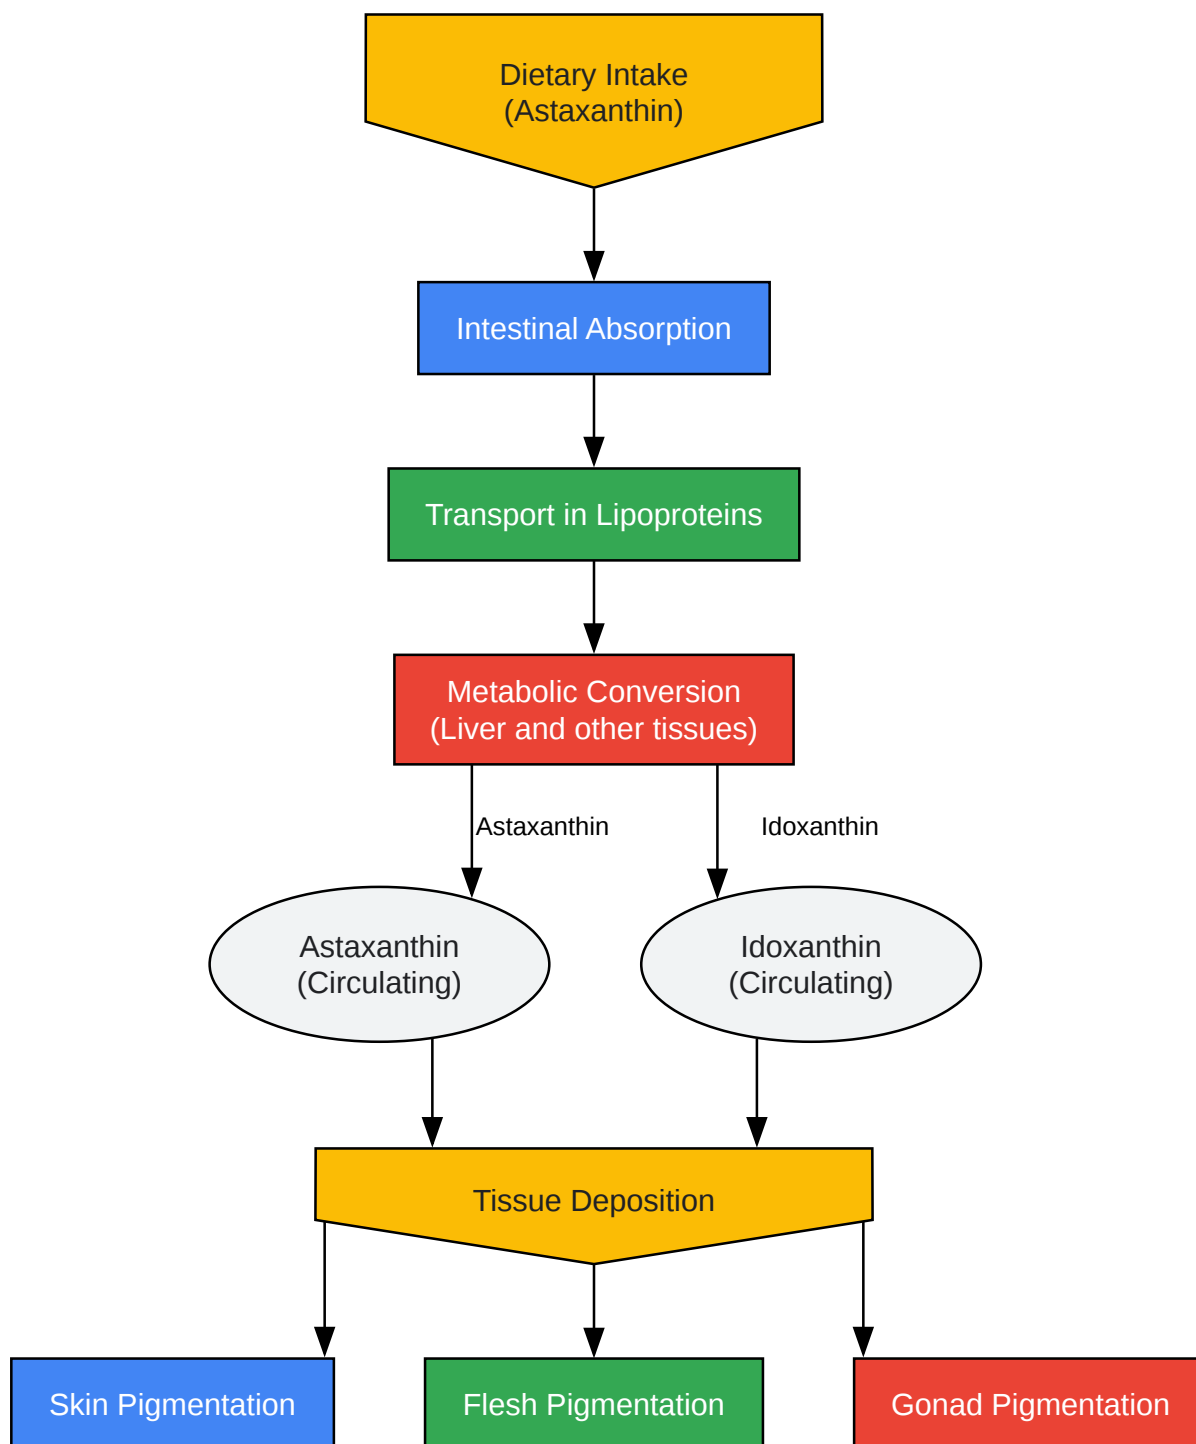 Dietary Intake
(Astaxanthin)
Intestinal Absorption
Transport in Lipoproteins
Metabolic Conversion
(Liver and other tissues)
Astaxanthin
Idoxanthin
Astaxanthin
(Circulating)
Idoxanthin
(Circulating)
Tissue Deposition
Skin Pigmentation
Flesh Pigmentation
Gonad Pigmentation